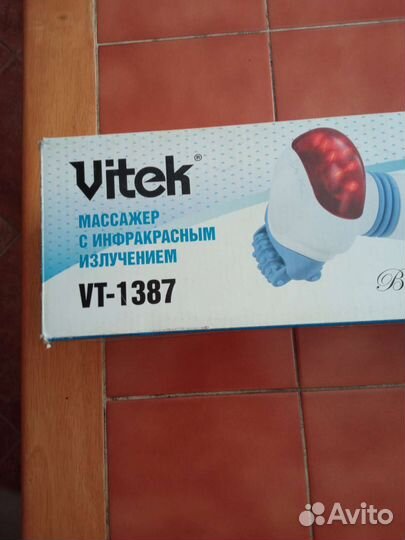 Vitek®
МАССАЖЕР
С ИНФРАКРАСНЫМ
ИЗЛУЧЕНИЕМ
VT-1387
B
Avito